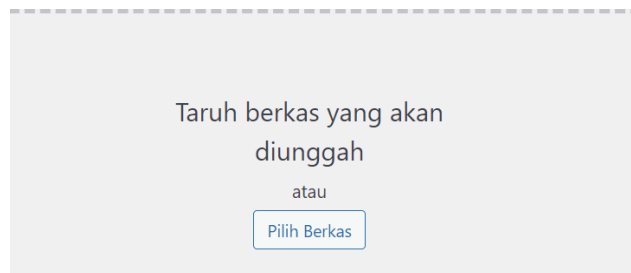 Taruh berkas yang akan
diunggah
atau
Pilih Berkas